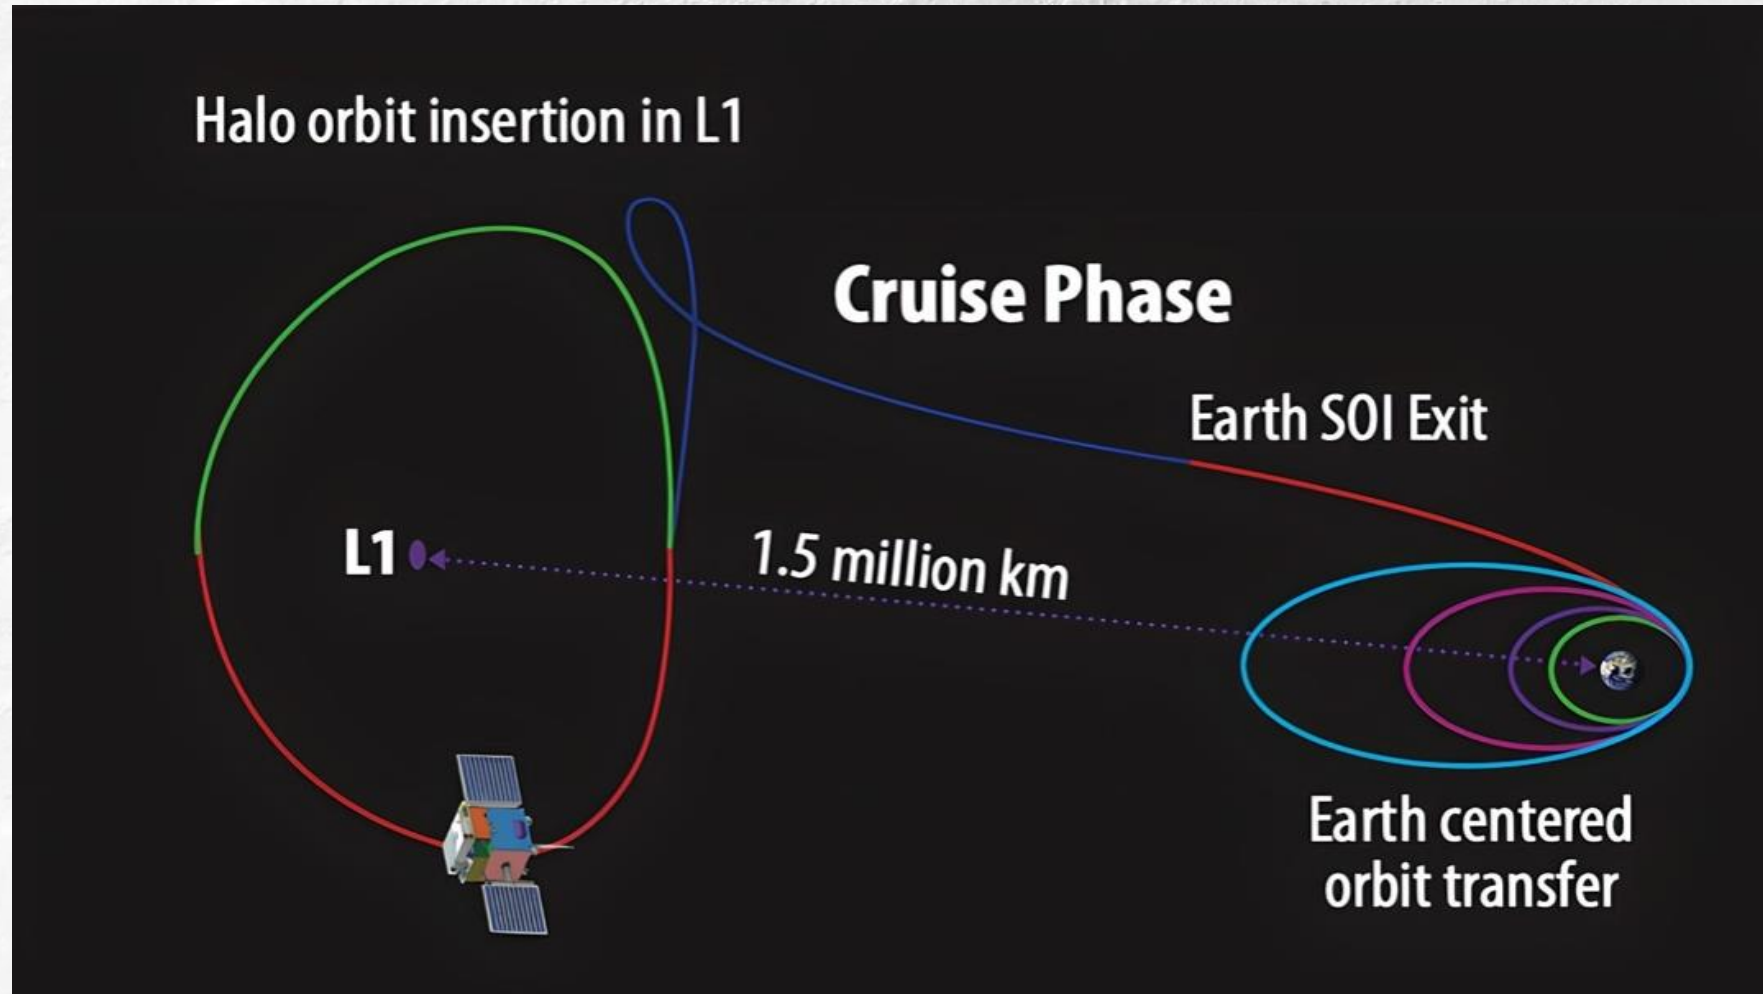 Halo orbit insertion in L1
Cruise Phase
Earth SOI Exit
L1
1.5 million km
Earth centered
orbit transfer